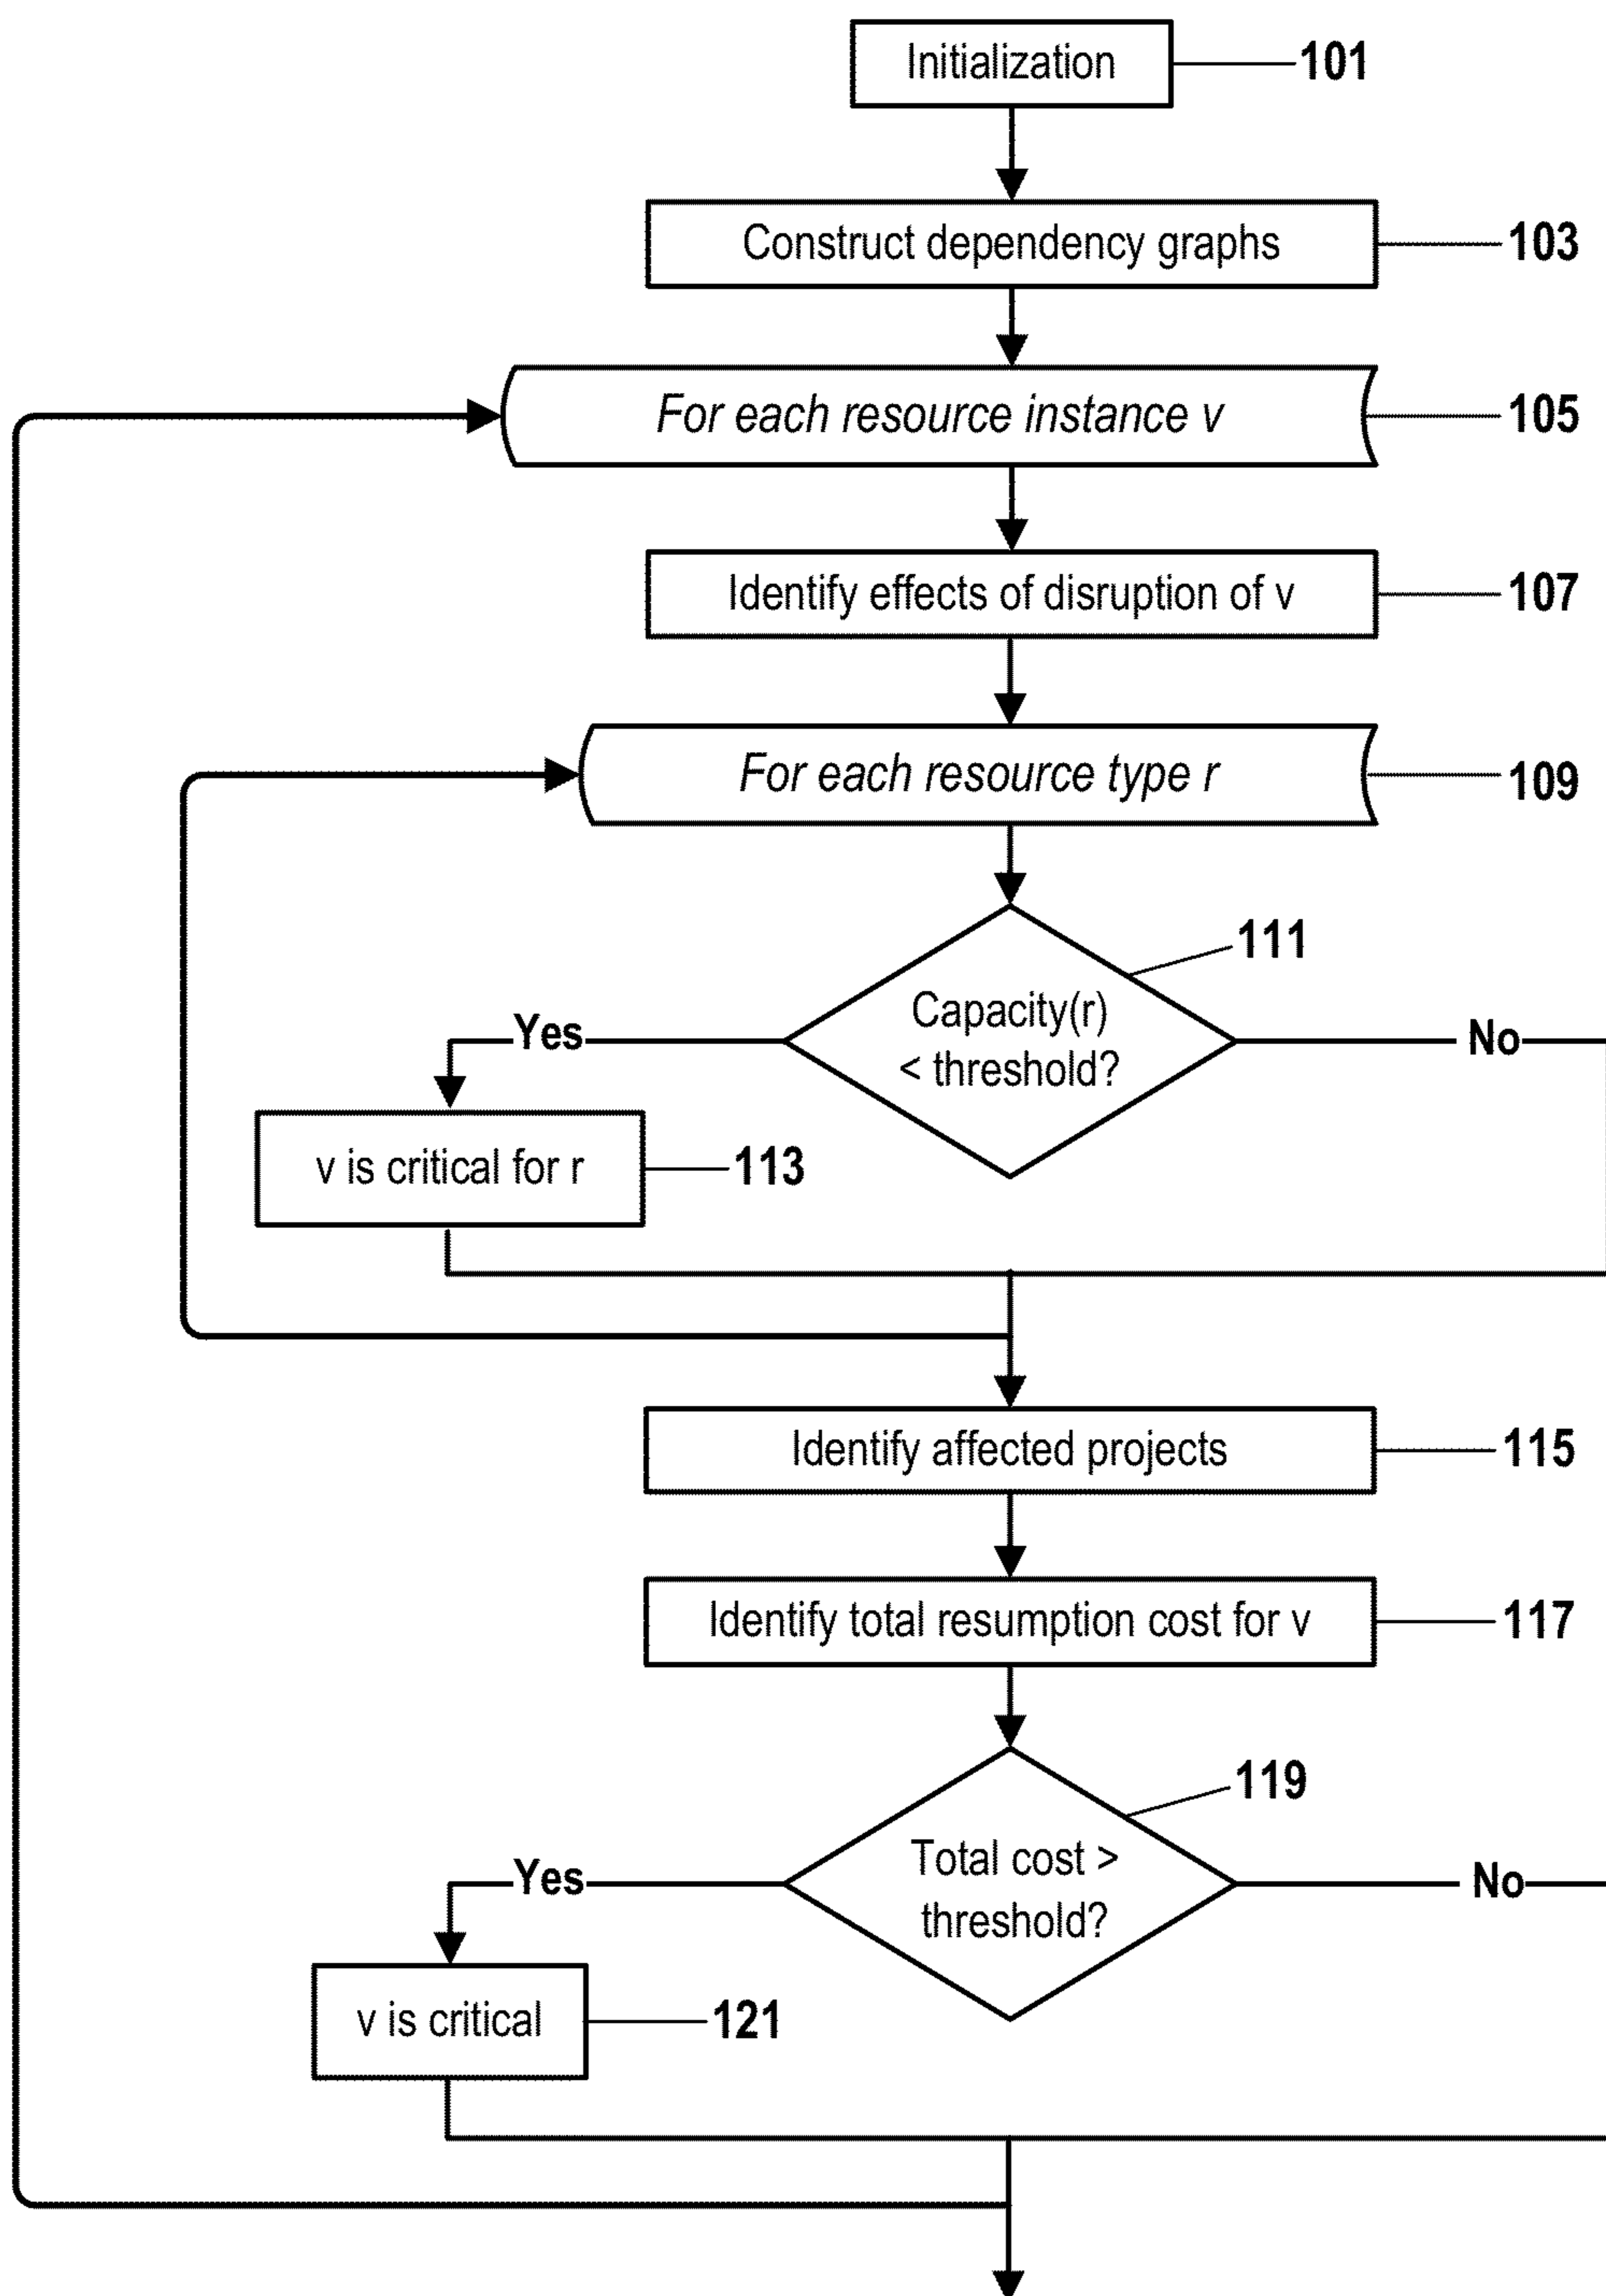 Initialization 101
Construct dependency graphs 103
For each resource instance v 105
Identify effects of disruption of v 107
For each resource type r 109
111
Capacity(r)
< threshold?
Yes
No
v is critical for r 113
Identify affected projects 115
Identify total resumption cost for v 117
119
Total cost >
threshold?
Yes
No
v is critical 121